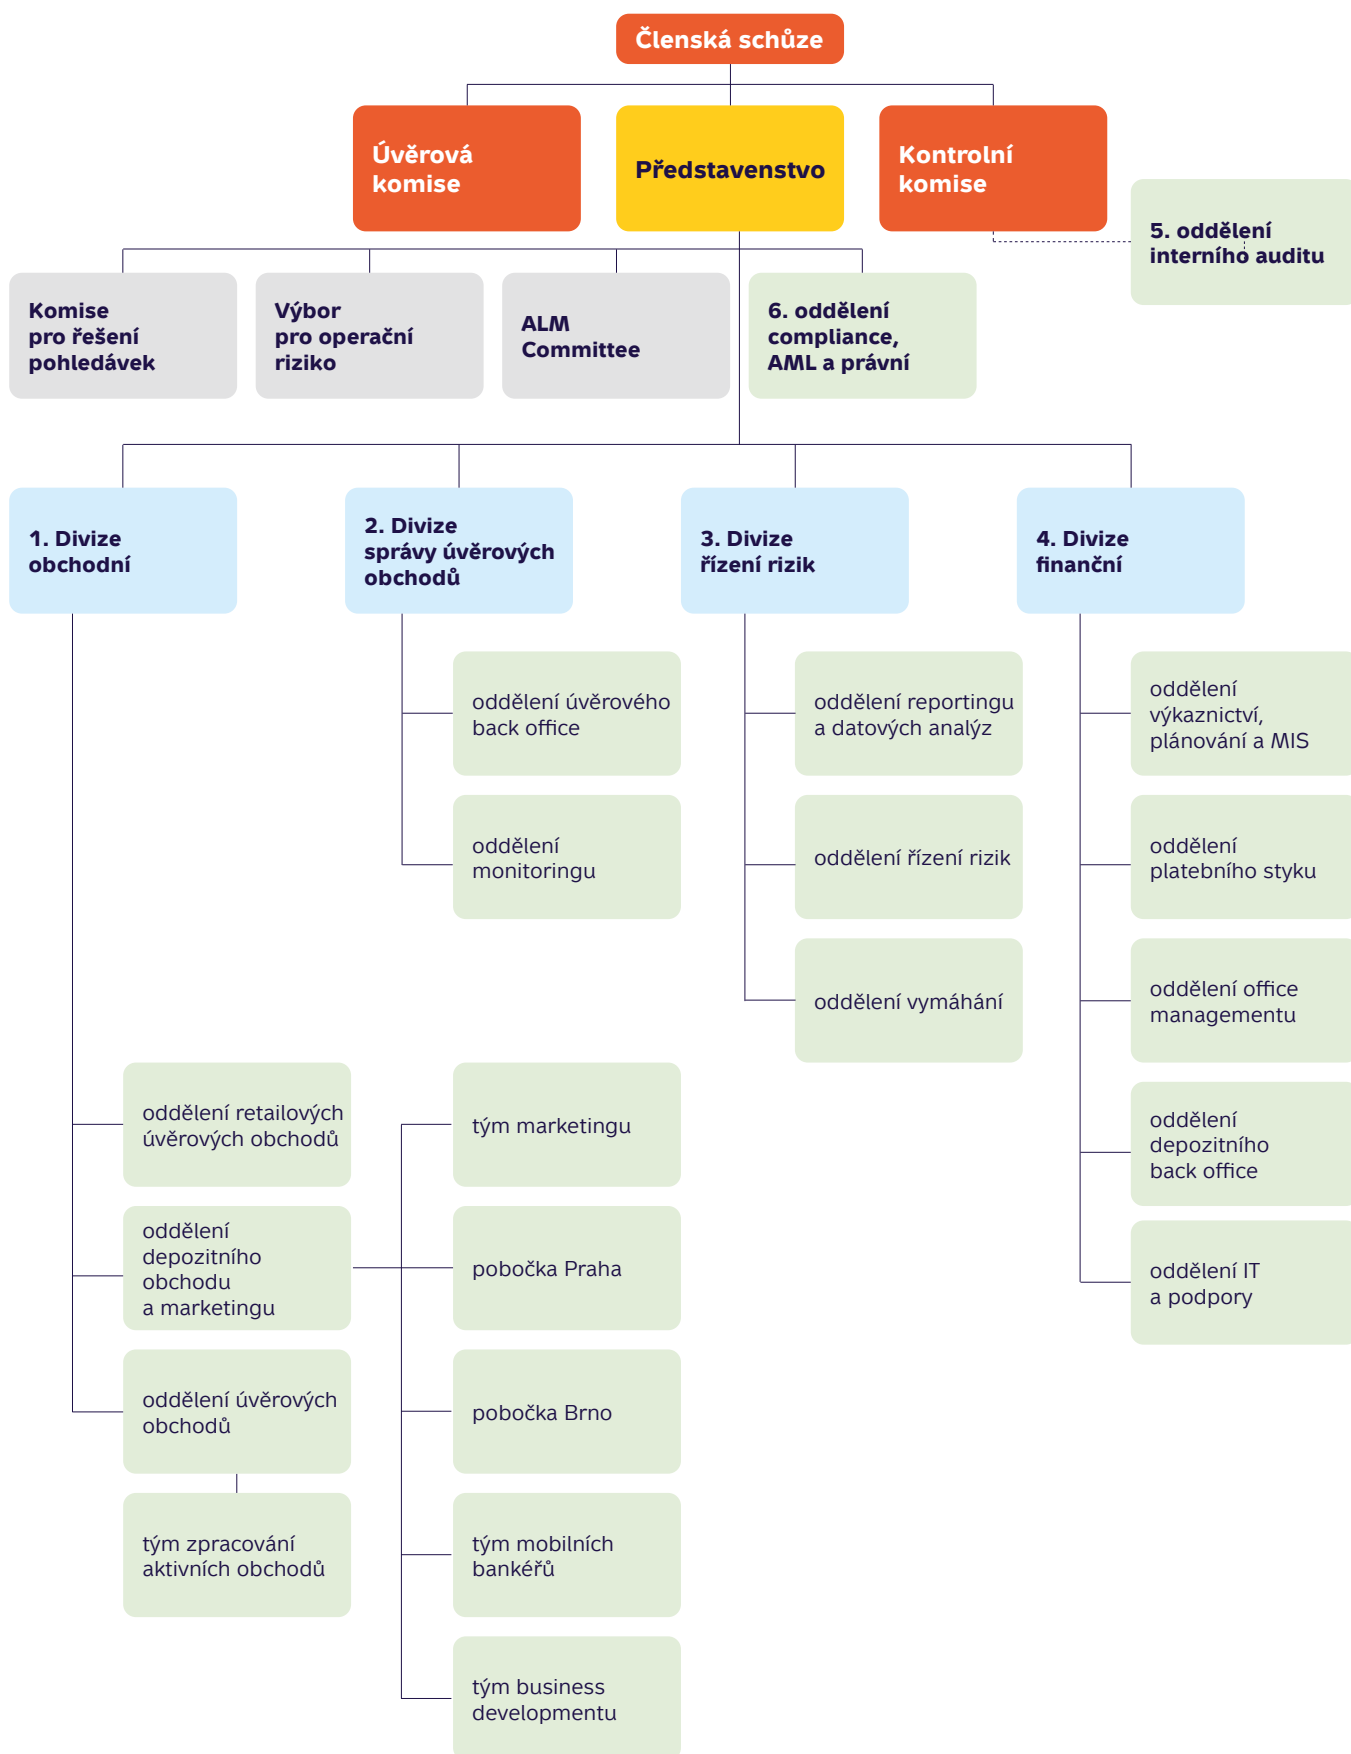 Členská schůze
Úvěrová
komise
Představenstvo
Kontrolní
komise
5. oddělení
interního auditu
Komise
pro řešení
pohledávek
Výbor
pro operační
riziko
ALM
Committee
6. oddělení
compliance,
AML a právní
1. Divize
obchodní
2. Divize
správy úvěrových
obchodů
3. Divize
řízení rizik
4. Divize
finanční
oddělení úvěrového
back office
oddělení reportingu
a datových analýz
oddělení
výkaznictví,
plánování a MIS
oddělení
monitoringu
oddělení řízení rizik
oddělení
platebního styku
oddělení vymáhání
oddělení office
managementu
oddělení retailových
úvěrových obchodů
tým marketingu
oddělení
depozitního
back office
oddělení
depozitního
obchodu
a marketingu
pobočka Praha
oddělení IT
a podpory
oddělení úvěrových
obchodů
pobočka Brno
tým zpracování
aktivních obchodů
tým mobilních
bankéřů
tým business
developmentu